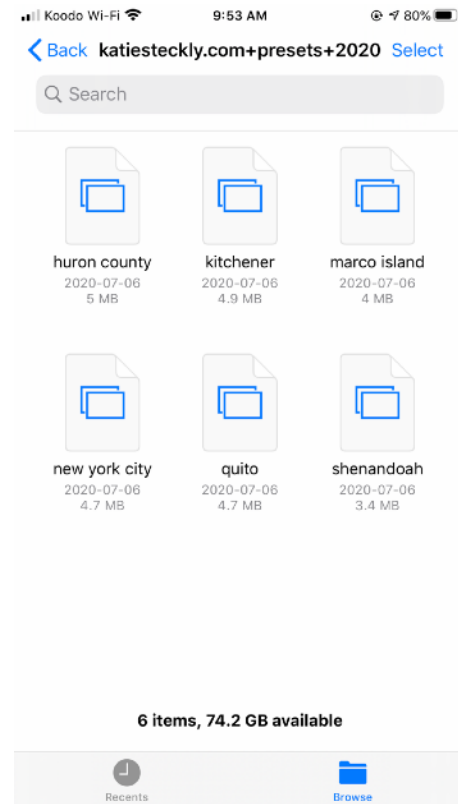 Koodo Wi-Fi 9:53 AM 80%
Back katiesteckly.com+presets+2020 Select
Search
huron county kitchener marco island
2020-07-06 2020-07-06 2020-07-06
5 MB 4.9 MB 4 MB
new york city quito shenandoah
2020-07-06 2020-07-06 2020-07-06
4.7 MB 4.7 MB 3.4 MB
6 items, 74.2 GB available
Recents Browse